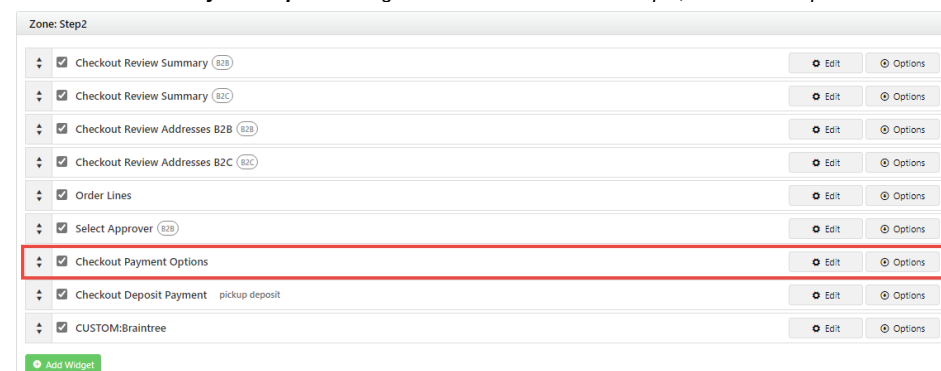 Zone: Step2
Checkout Review Summary B2B Edit Options
Checkout Review Summary B2C Edit Options
Checkout Review Addresses B2B B2B Edit Options
Checkout Review Addresses B2C B2C Edit Options
Order Lines Edit Options
Select Approver B2B Edit Options
Checkout Payment Options Edit Options
Checkout Deposit Payment pickup deposit Edit Options
CUSTOM:Braintree Edit Options
Add Widget